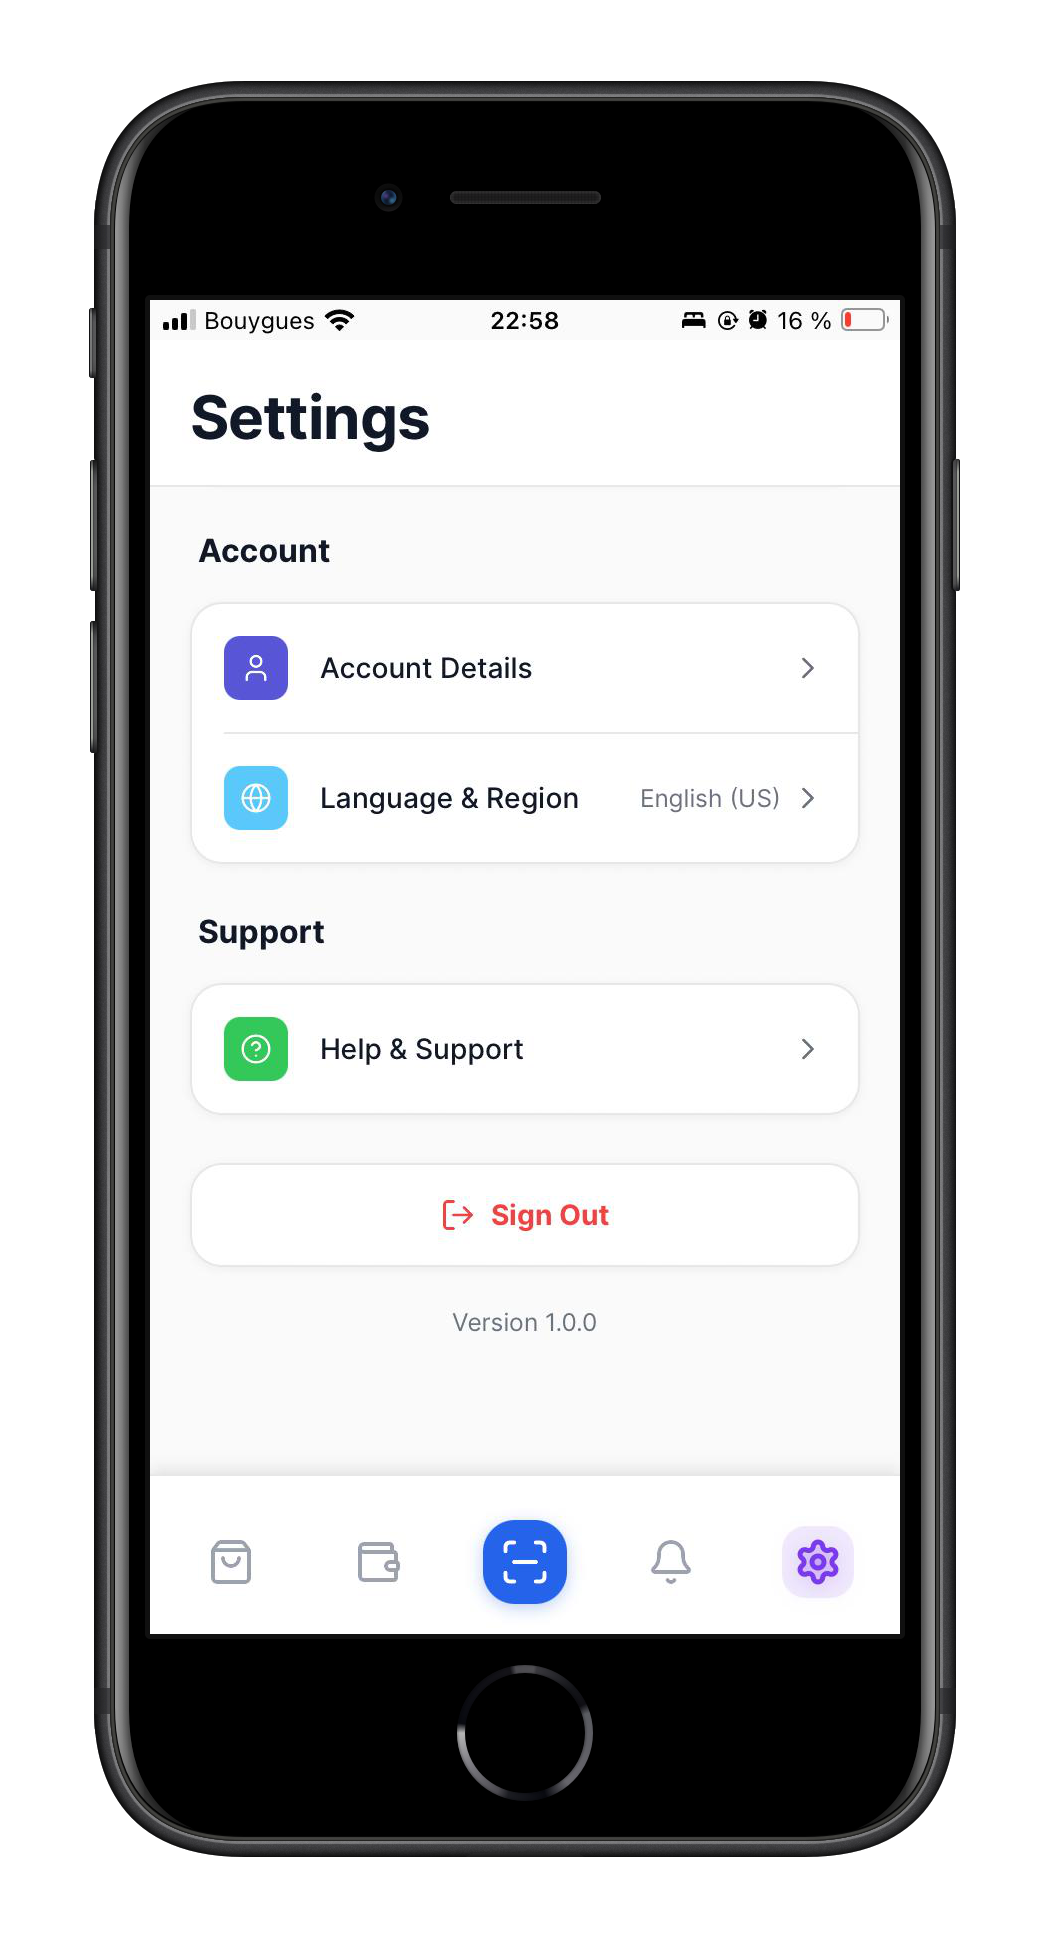 Bouygues 22:58 16 %
Settings
Account
Account Details
Language & Region English (US)
Support
Help & Support
Sign Out
Version 1.0.0